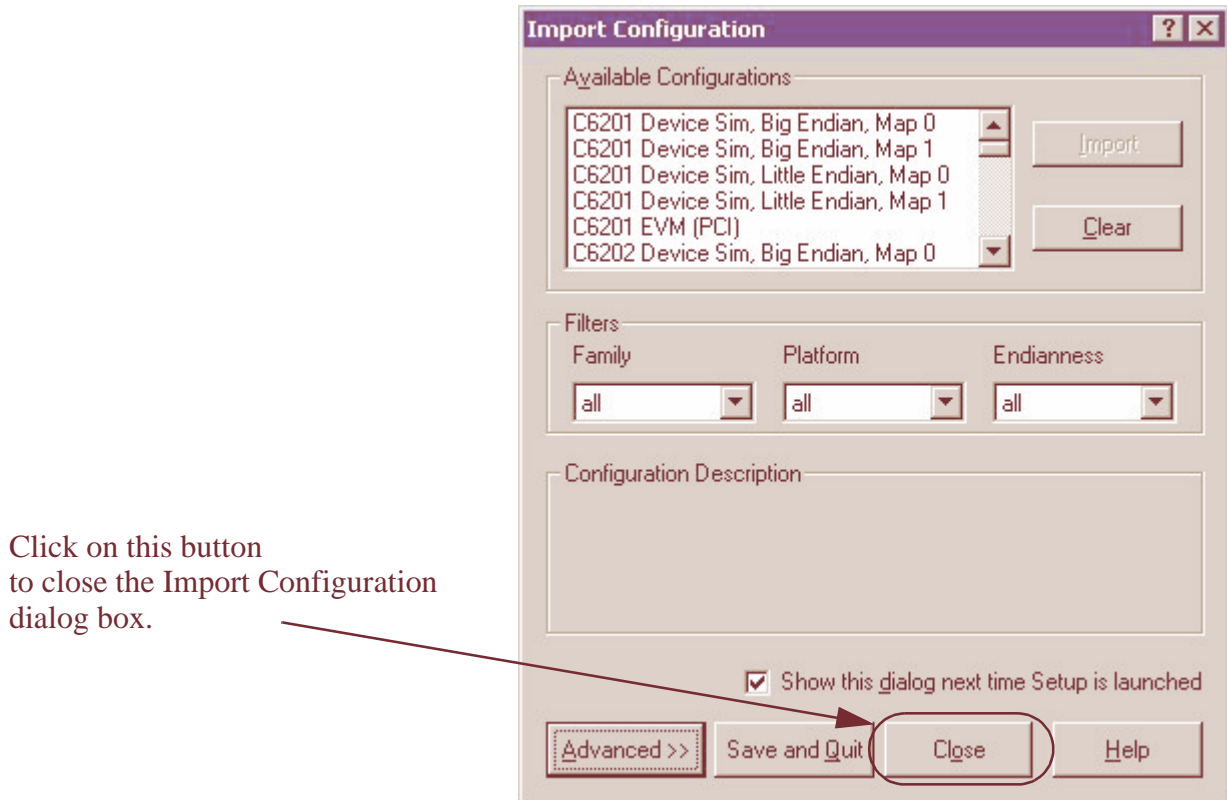 Import Configuration
Available Configurations
C6201 Device Sim, Big Endian, Map 0
C6201 Device Sim, Big Endian, Map 1
C6201 Device Sim, Little Endian, Map 0
C6201 Device Sim, Little Endian, Map 1
C6201 EVM (PCI)
C6202 Device Sim, Big Endian, Map 0
Import
Clear
Filters
Family Platform Endianness
all all all
Configuration Description
Click on this button
to close the Import Configuration
dialog box.
Show this dialog next time Setup is launched
Advanced >> Save and Quit Close Help